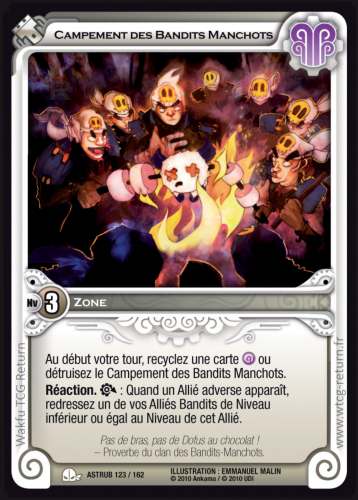 CAMPEMENT DES BANDITS MANCHOTS
Nv 3 ZONE
Au début votre tour, recyclez une carte ou
détruisez le Campement des Bandits Manchots.
Réaction. : Quand un Allié adverse apparaît,
redressez un de vos Alliés Bandits de Niveau
inférieur ou égal au Niveau de cet Allié.
Pas de bras, pas de Dofus au chocolat !
– Proverbe du clan des Bandits-Manchots.
ASTRUB 123 / 162
ILLUSTRATION : EMMANUEL MALIN
© 2010 Ankama / © 2010 UDI
Wakfu TCG Return
www.wtcg-return.fr